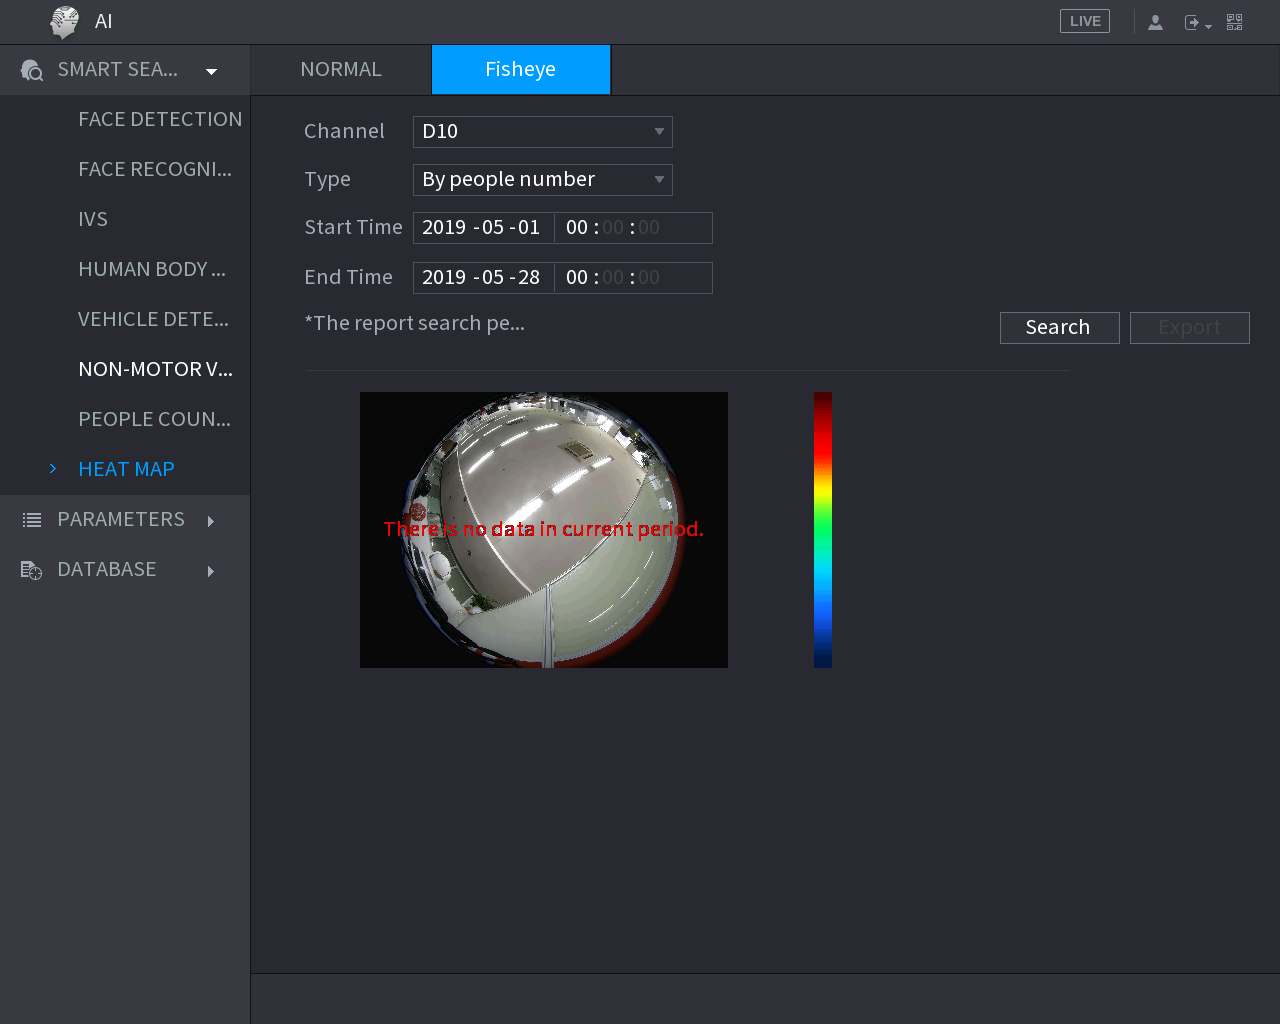 AI
LIVE
SMART SEA...
NORMAL
Fisheye
FACE DETECTION
FACE RECOGNI...
IVS
HUMAN BODY ...
VEHICLE DETE...
NON-MOTOR V...
PEOPLE COUN...
HEAT MAP
PARAMETERS
DATABASE
Channel D10
Type By people number
Start Time 2019 -05 -01 00 : 00 : 00
End Time 2019 -05 -28 00 : 00 : 00
*The report search pe...
Search
Export
There is no data in current period.